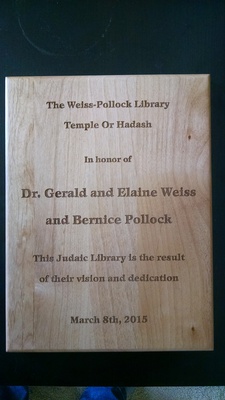 The Weiss-Pollock Library
Temple Or Hadash
In honor of
Dr. Gerald and Elaine Weiss
and Bernice Pollock
This Judaic Library is the result
of their vision and dedication
March 8th, 2015